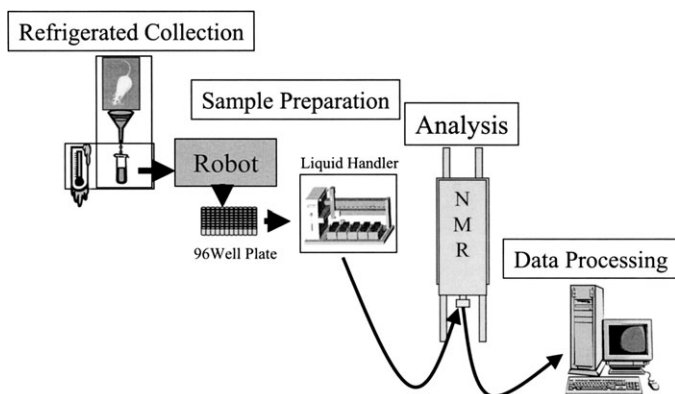 Refrigerated Collection
Sample Preparation
Analysis
Robot
Liquid Handler
96Well Plate
N
M
R
Data Processing